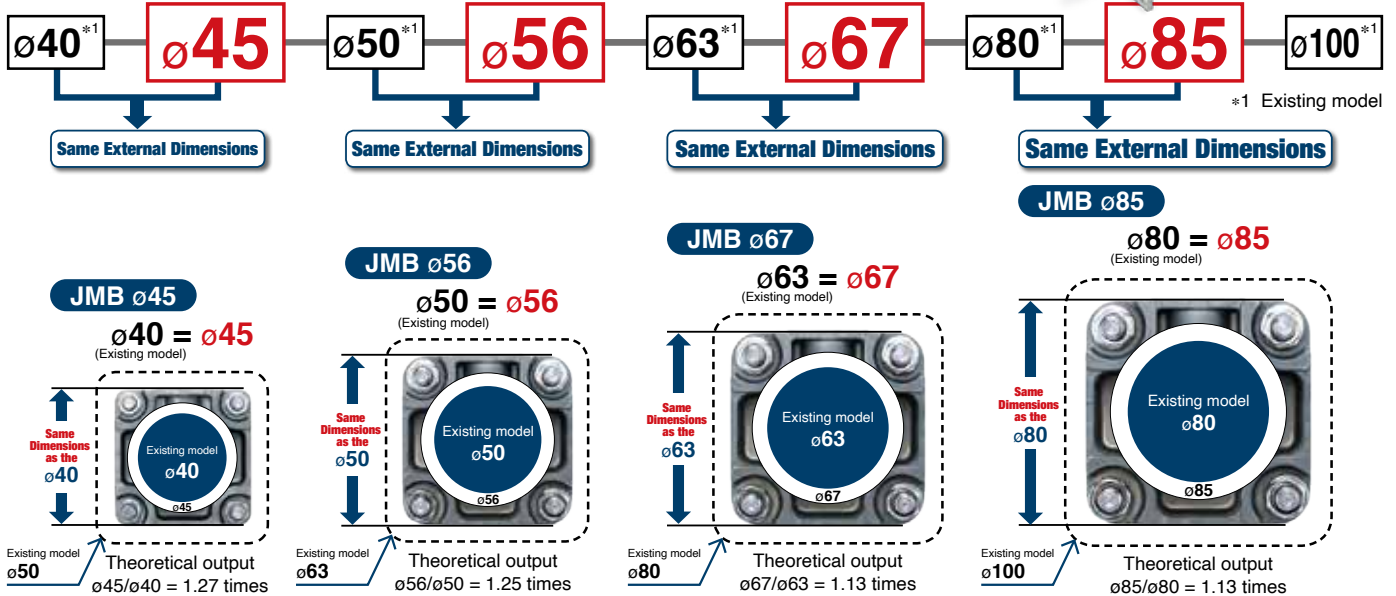 ø40*1 ø45 ø50*1 ø56 ø63*1 ø67 ø80*1 ø85 ø100*1
*1 Existing model
Same External Dimensions
Same External Dimensions
Same External Dimensions
Same External Dimensions
JMB ø45
ø40 = ø45
(Existing model)
Same
Dimensions
as the
ø40
Existing model
ø40
ø45
Existing model
ø50
Theoretical output
ø45/ø40 = 1.27 times
JMB ø56
ø50 = ø56
(Existing model)
Same
Dimensions
as the
ø50
Existing model
ø50
ø56
Existing model
ø63
Theoretical output
ø56/ø50 = 1.25 times
JMB ø67
ø63 = ø67
(Existing model)
Same
Dimensions
as the
ø63
Existing model
ø63
ø67
Existing model
ø80
Theoretical output
ø67/ø63 = 1.13 times
JMB ø85
ø80 = ø85
(Existing model)
Same
Dimensions
as the
ø80
Existing model
ø80
ø85
Existing model
ø100
Theoretical output
ø85/ø80 = 1.13 times